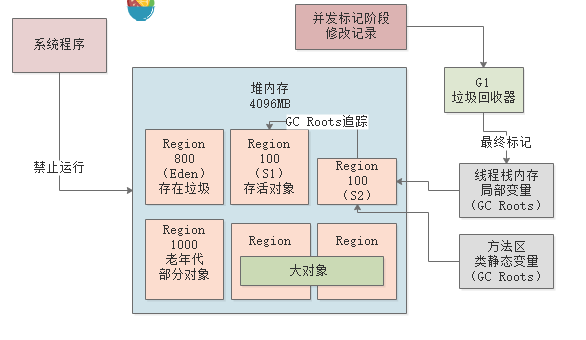 系统程序
并发标记阶段
修改记录
堆内存
4096MB
G1
垃圾回收器
GC Roots追踪
最终标记
禁止运行
Region
800
（Eden）
存在垃圾
Region
100
（S1）
存活对象
Region
100
（S2）
线程栈内存
局部变量
（GC Roots）
Region
1000
老年代
部分对象
Region
Region
大对象
方法区
类静态变量
（GC Roots）